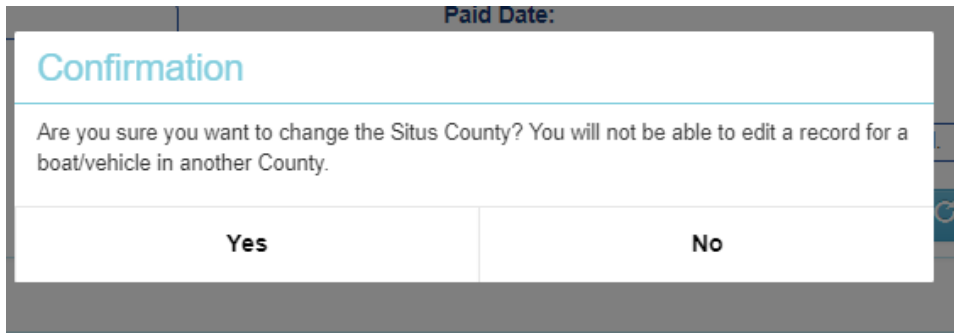 Paid Date:
Confirmation
Are you sure you want to change the Situs County? You will not be able to edit a record for a
boat/vehicle in another County.
Yes
No